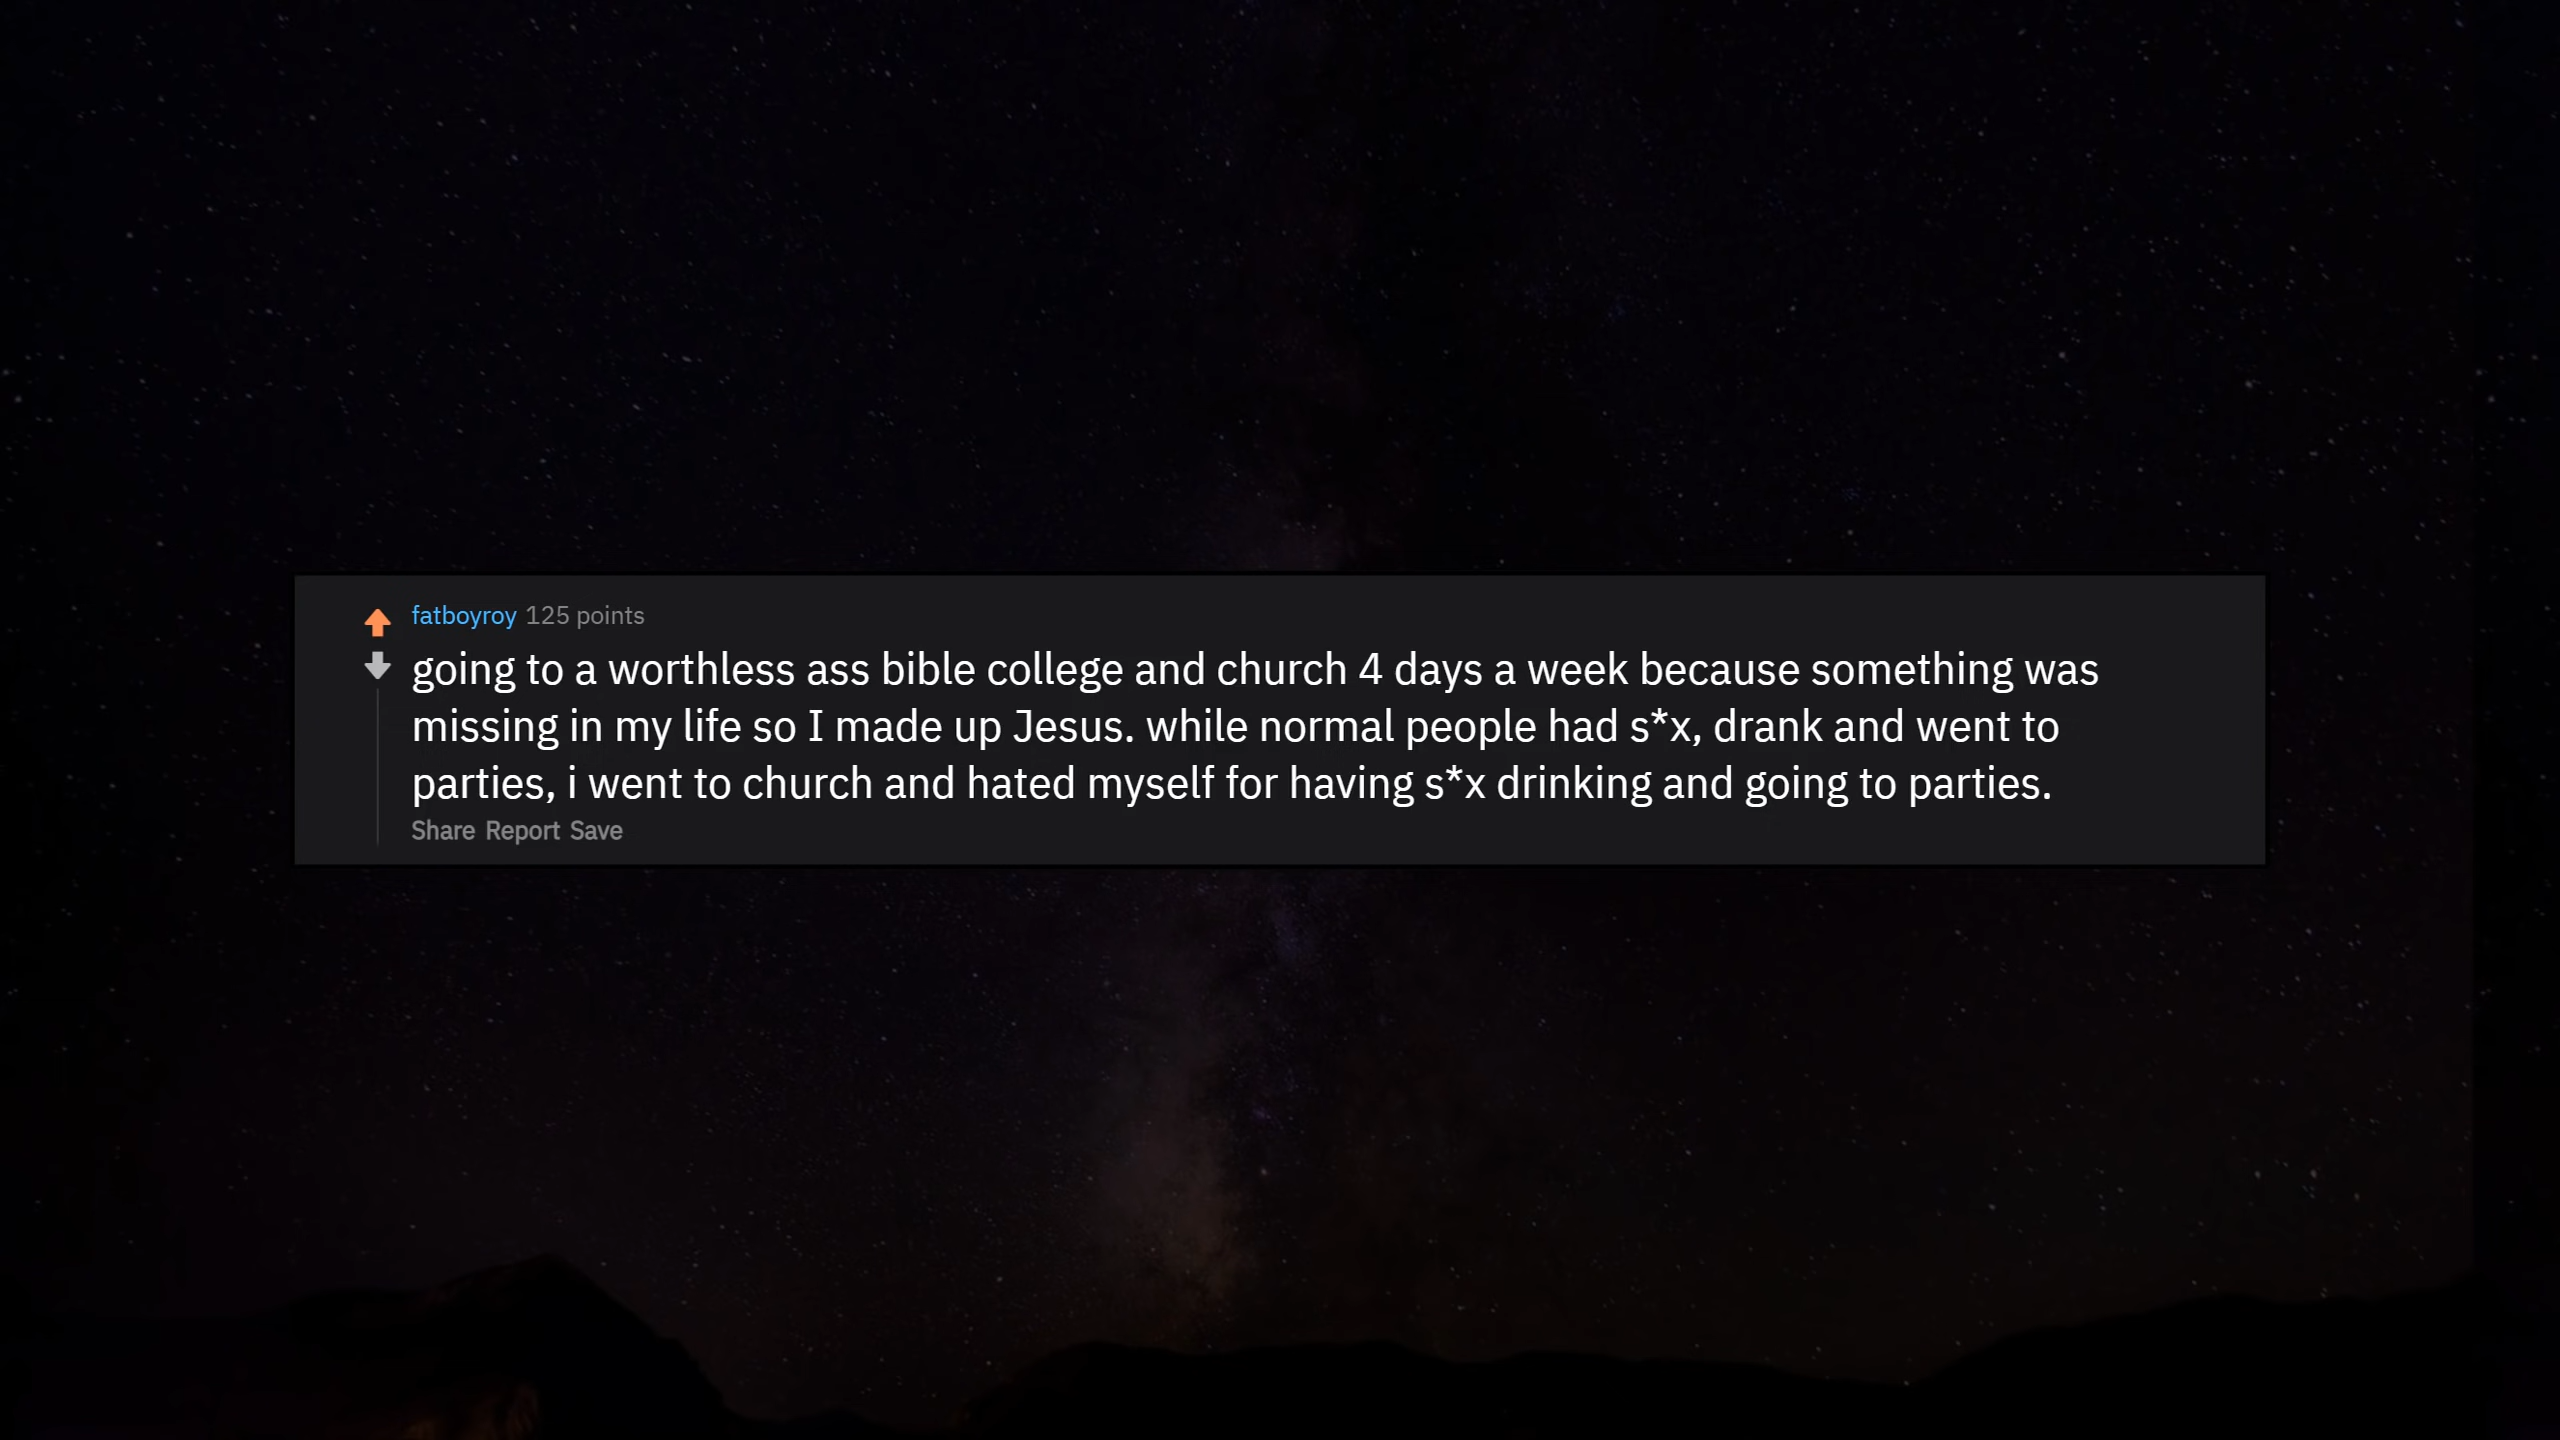 fatboyroy 125 points
going to a worthless ass bible college and church 4 days a week because something was
missing in my life so I made up Jesus. while normal people had s*x, drank and went to
parties, i went to church and hated myself for having s*x drinking and going to parties.
Share Report Save